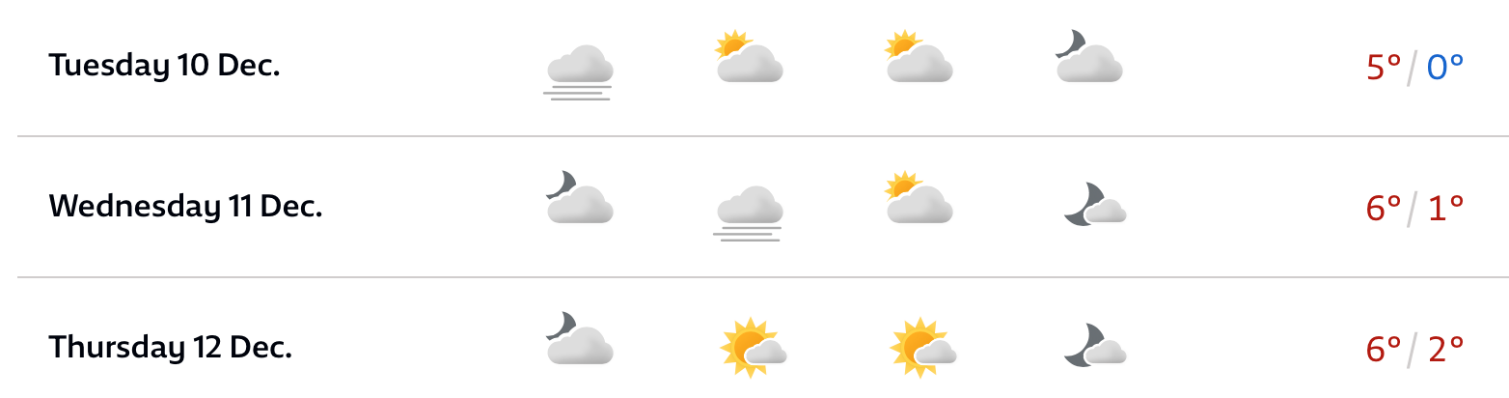 Tuesday 10 Dec. 5°/0°
Wednesday 11 Dec. 6°/1°
Thursday 12 Dec. 6°/2°